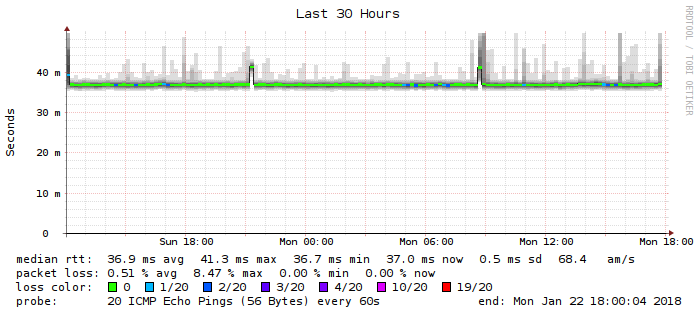 Last 30 Hours
RRDTOOL / TOBI OETIKER
Seconds
40 m
30 m
20 m
10 m
0
Sun 18:00 Mon 00:00 Mon 06:00 Mon 12:00 Mon 18:00
median rtt: 36.9 ms avg 41.3 ms max 36.7 ms min 37.0 ms now 0.5 ms sd 68.4 am/s
packet loss: 0.51 % avg 8.47 % max 0.00 % min 0.00 % now
loss color: 0 1/20 2/20 3/20 4/20 10/20 19/20
probe: 20 ICMP Echo Pings (56 Bytes) every 60s end: Mon Jan 22 18:00:04 2018